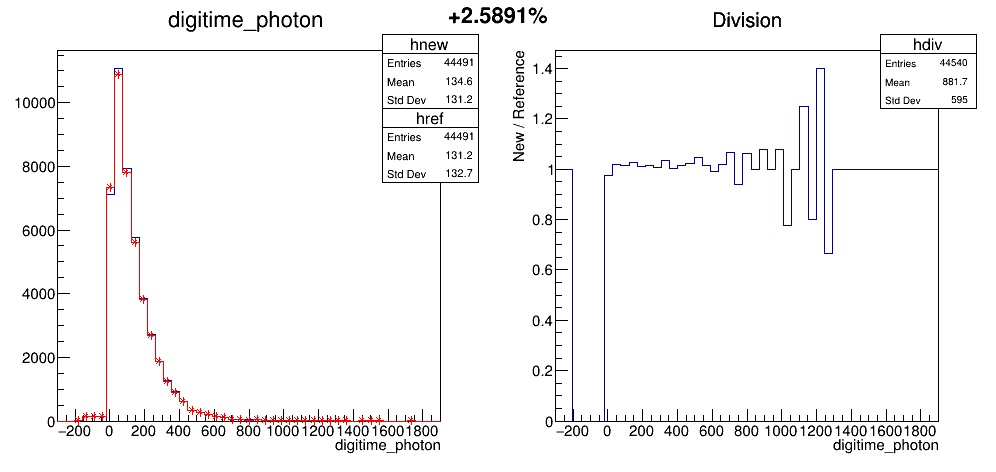 digitime_photon
+2.5891%
Division
hnew
Entries 44491
Mean 134.6
Std Dev 131.2
href
Entries 44491
Mean 131.2
Std Dev 132.7
10000
8000
6000
4000
2000
0
−200 0 200 400 600 800 1000 1200 1400 1600 1800
digitime_photon
hdiv
Entries 44540
Mean 881.7
Std Dev 595
New / Reference
1.4
1.2
1
0.8
0.6
0.4
0.2
0
−200 0 200 400 600 800 1000 1200 1400 1600 1800
digitime_photon